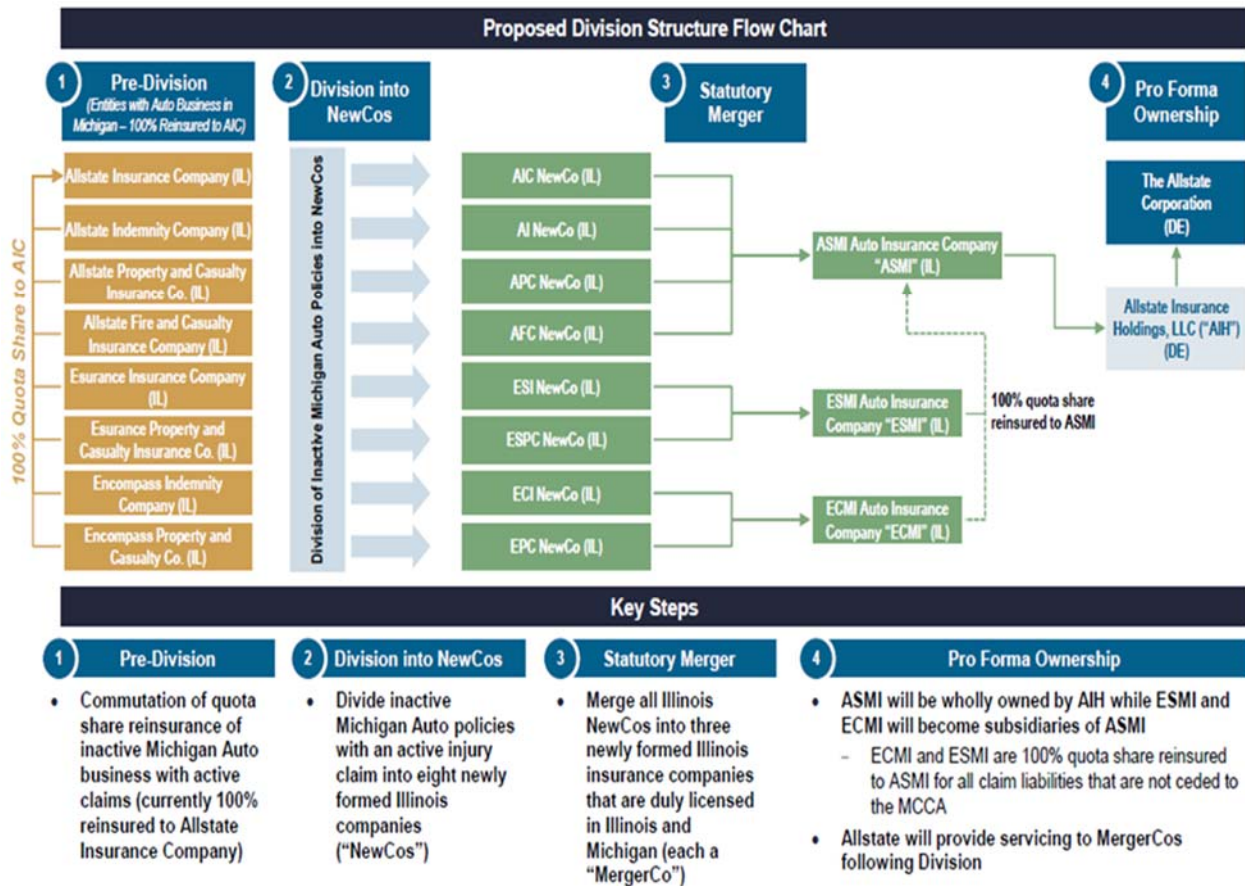 Proposed Division Structure Flow Chart
1
Pre-Division
(Entities with Auto Business in
Michigan – 100% Reinsured to AIC)
2
Division into
NewCos
3
Statutory
Merger
4
Pro Forma
Ownership
100% Quota Share to AIC
Allstate Insurance Company (IL)
Allstate Indemnity Company (IL)
Allstate Property and Casualty
Insurance Co. (IL)
Allstate Fire and Casualty
Insurance Company (IL)
Esurance Insurance Company
(IL)
Esurance Property and
Casualty Insurance Co. (IL)
Encompass Indemnity
Company (IL)
Encompass Property and
Casualty Co. (IL)
Division of Inactive Michigan Auto Policies into NewCos
AIC NewCo (IL)
AI NewCo (IL)
APC NewCo (IL)
AFC NewCo (IL)
ESI NewCo (IL)
ESPC NewCo (IL)
ECI NewCo (IL)
EPC NewCo (IL)
ASMI Auto Insurance Company
"ASMI" (IL)
ESMI Auto Insurance
Company "ESMI" (IL)
ECMI Auto Insurance
Company "ECMI" (IL)
100% quota share
reinsured to ASMI
The Allstate
Corporation
(DE)
Allstate Insurance
Holdings, LLC ("AIH")
(DE)
Key Steps
1
Pre-Division
• Commutation of quota
share reinsurance of
inactive Michigan Auto
business with active
claims (currently 100%
reinsured to Allstate
Insurance Company)
2
Division into NewCos
• Divide inactive
Michigan Auto policies
with an active injury
claim into eight newly
formed Illinois
companies
("NewCos")
3
Statutory Merger
• Merge all Illinois
NewCos into three
newly formed Illinois
insurance companies
that are duly licensed
in Illinois and
Michigan (each a
"MergerCo")
4
Pro Forma Ownership
• ASMI will be wholly owned by AIH while ESMI and
ECMI will become subsidiaries of ASMI
– ECMI and ESMI are 100% quota share reinsured
to ASMI for all claim liabilities that are not ceded to
the MCCA
• Allstate will provide servicing to MergerCos
following Division